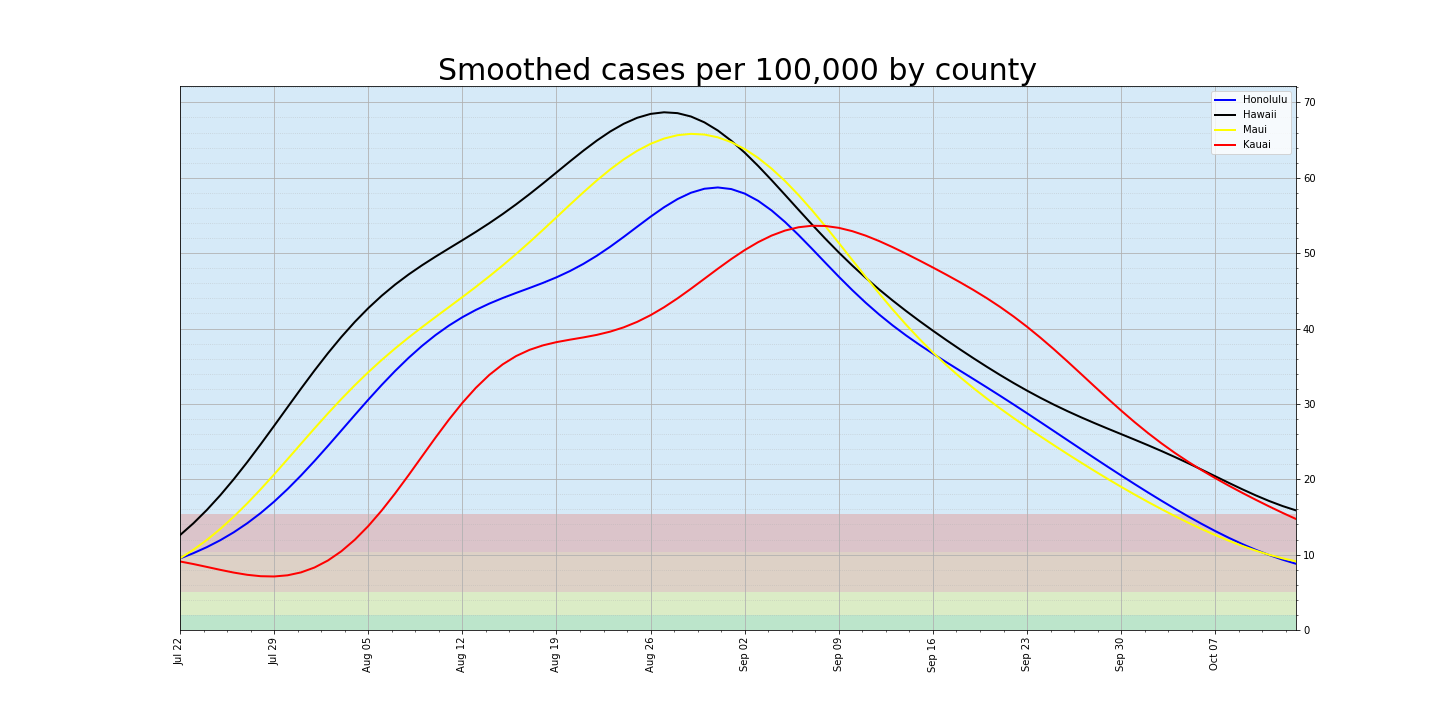 Smoothed cases per 100,000 by county
Honolulu
Hawaii
Maui
Kauai
70
60
50
40
30
20
10
0
Jul 22
Jul 29
Aug 05
Aug 12
Aug 19
Aug 26
Sep 02
Sep 09
Sep 16
Sep 23
Sep 30
Oct 07